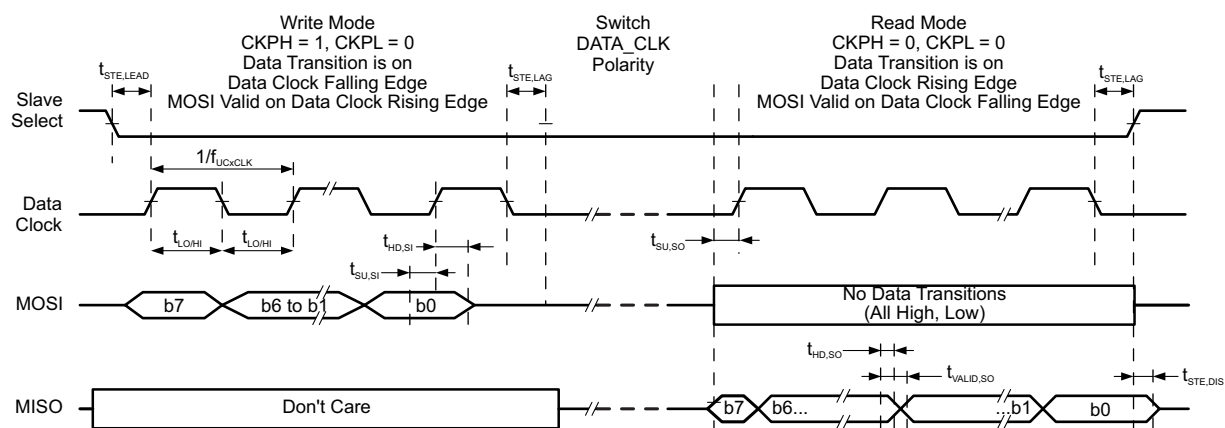 Write Mode
CKPH = 1, CKPL = 0
Data Transition is on
Data Clock Falling Edge
MOSI Valid on Data Clock Rising Edge
Switch
DATA_CLK
Polarity
Read Mode
CKPH = 0, CKPL = 0
Data Transition is on
Data Clock Rising Edge
MOSI Valid on Data Clock Falling Edge
tSTE,LEAD
tSTE,LAG
tSTE,LAG
Slave
Select
1/fUCxCLK
Data
Clock
tLO/HI
tLO/HI
tHD,SI
tSU,SI
tSU,SO
MOSI
b7
b6 to b1
b0
No Data Transitions
(All High, Low)
tHD,SO
tVALID,SO
tSTE,DIS
MISO
Don't Care
b7
b6...
...b1
b0